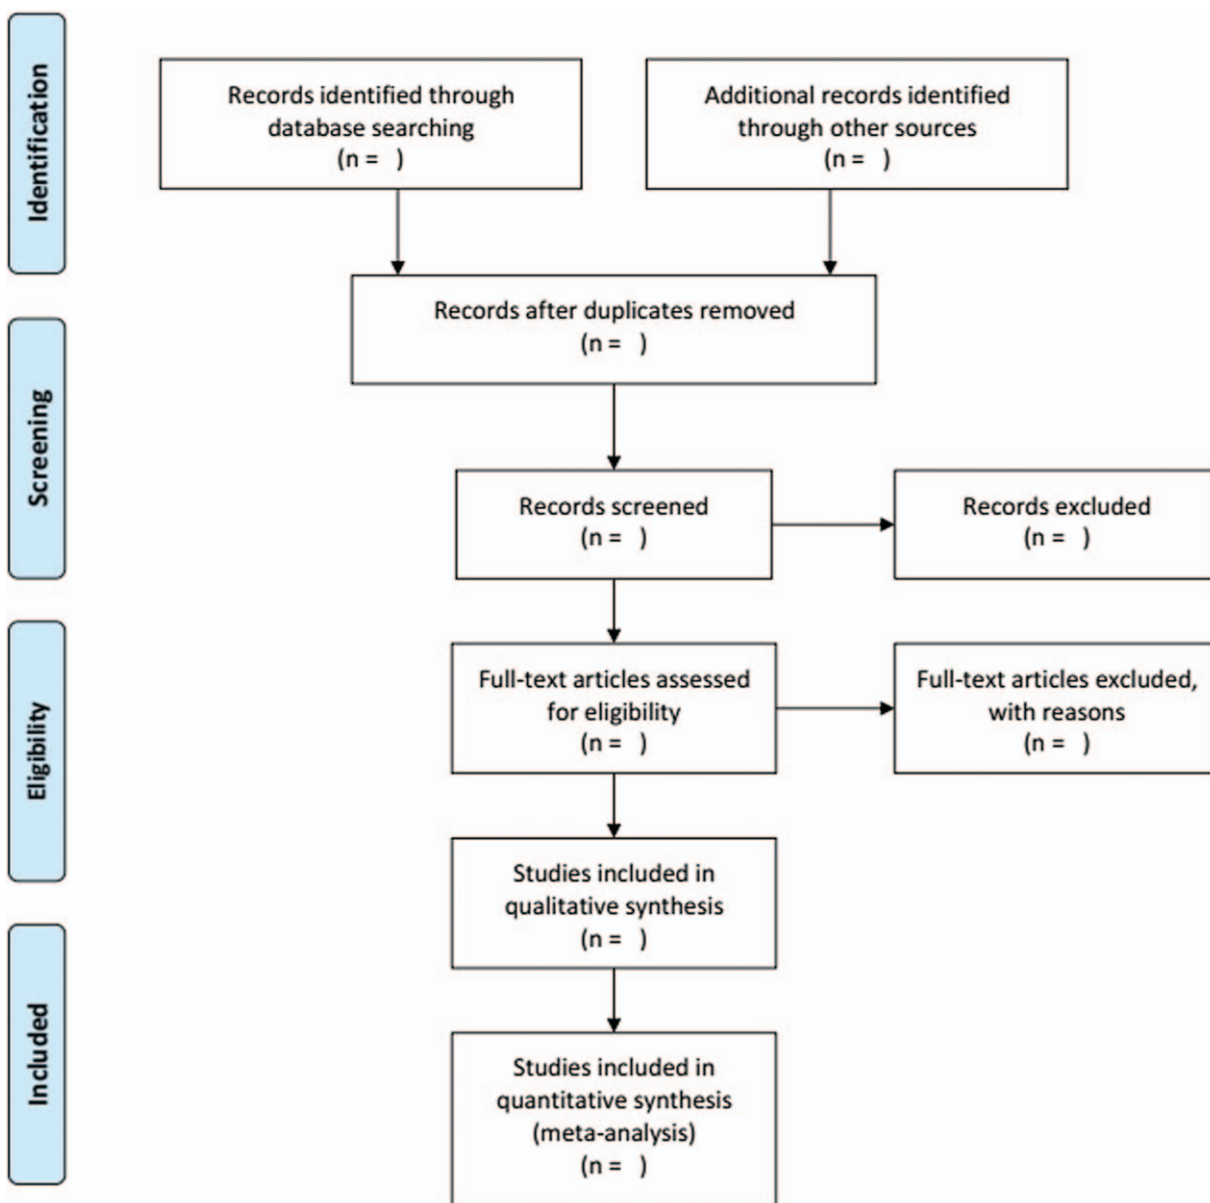 Identification
Records identified through
database searching
(n =   )
Additional records identified
through other sources
(n =   )
Records after duplicates removed
(n =   )
Screening
Records screened
(n =   )
Records excluded
(n =   )
Eligibility
Full-text articles assessed
for eligibility
(n =   )
Full-text articles excluded,
with reasons
(n =   )
Studies included in
qualitative synthesis
(n =   )
Included
Studies included in
quantitative synthesis
(meta-analysis)
(n =   )